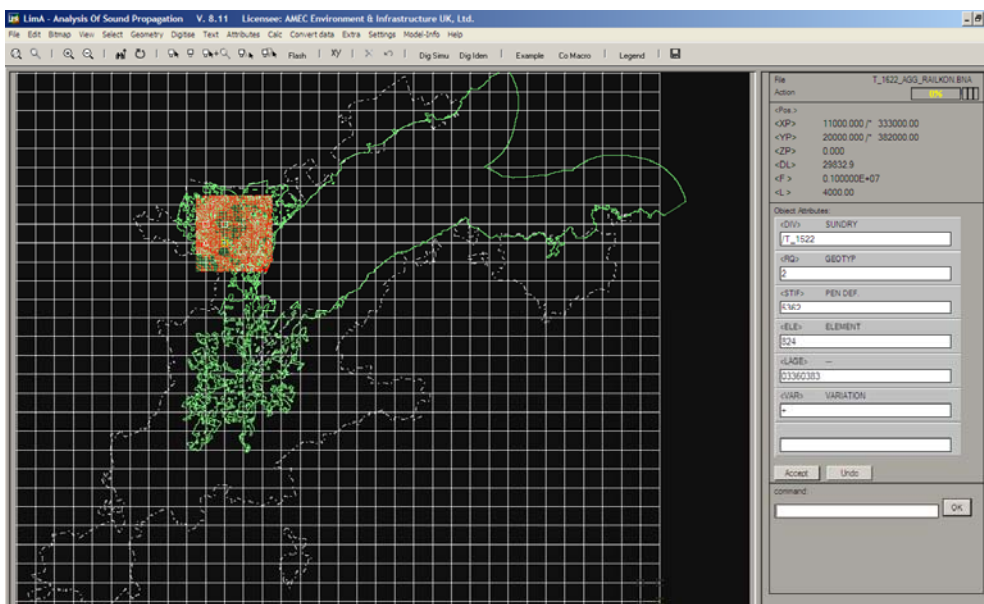 LimA - Analysis Of Sound Propagation V. 8.11 Licensee: AMEC Environment & Infrastructure UK, Ltd.
File Edit Bitmap View Select Geometry Digitise Text Attributes Calc Convert data Extra Settings Model-Info Help
Flash XY Dig Simu Dig Iden Example Co Macro Legend
File T_1622_AGG_RAILKON.BNA
Action 0%
<Pos.>
<XP> 11000.000 /* 333000.00
<YP> 20000.000 /* 382000.00
<ZP> 0.000
<DL> 29832.9
<F > 0.100000E+07
<L > 4000.00
Object Attributes:
<DIV> SUNDRY
/T_1622
<RQ> GEOTYP
2
<STIF> PEN DEF.
<ELE> ELEMENT
824
<LAGE> ---
03360383
<VAR> VARIATION
+
Accept Undo
command:
OK